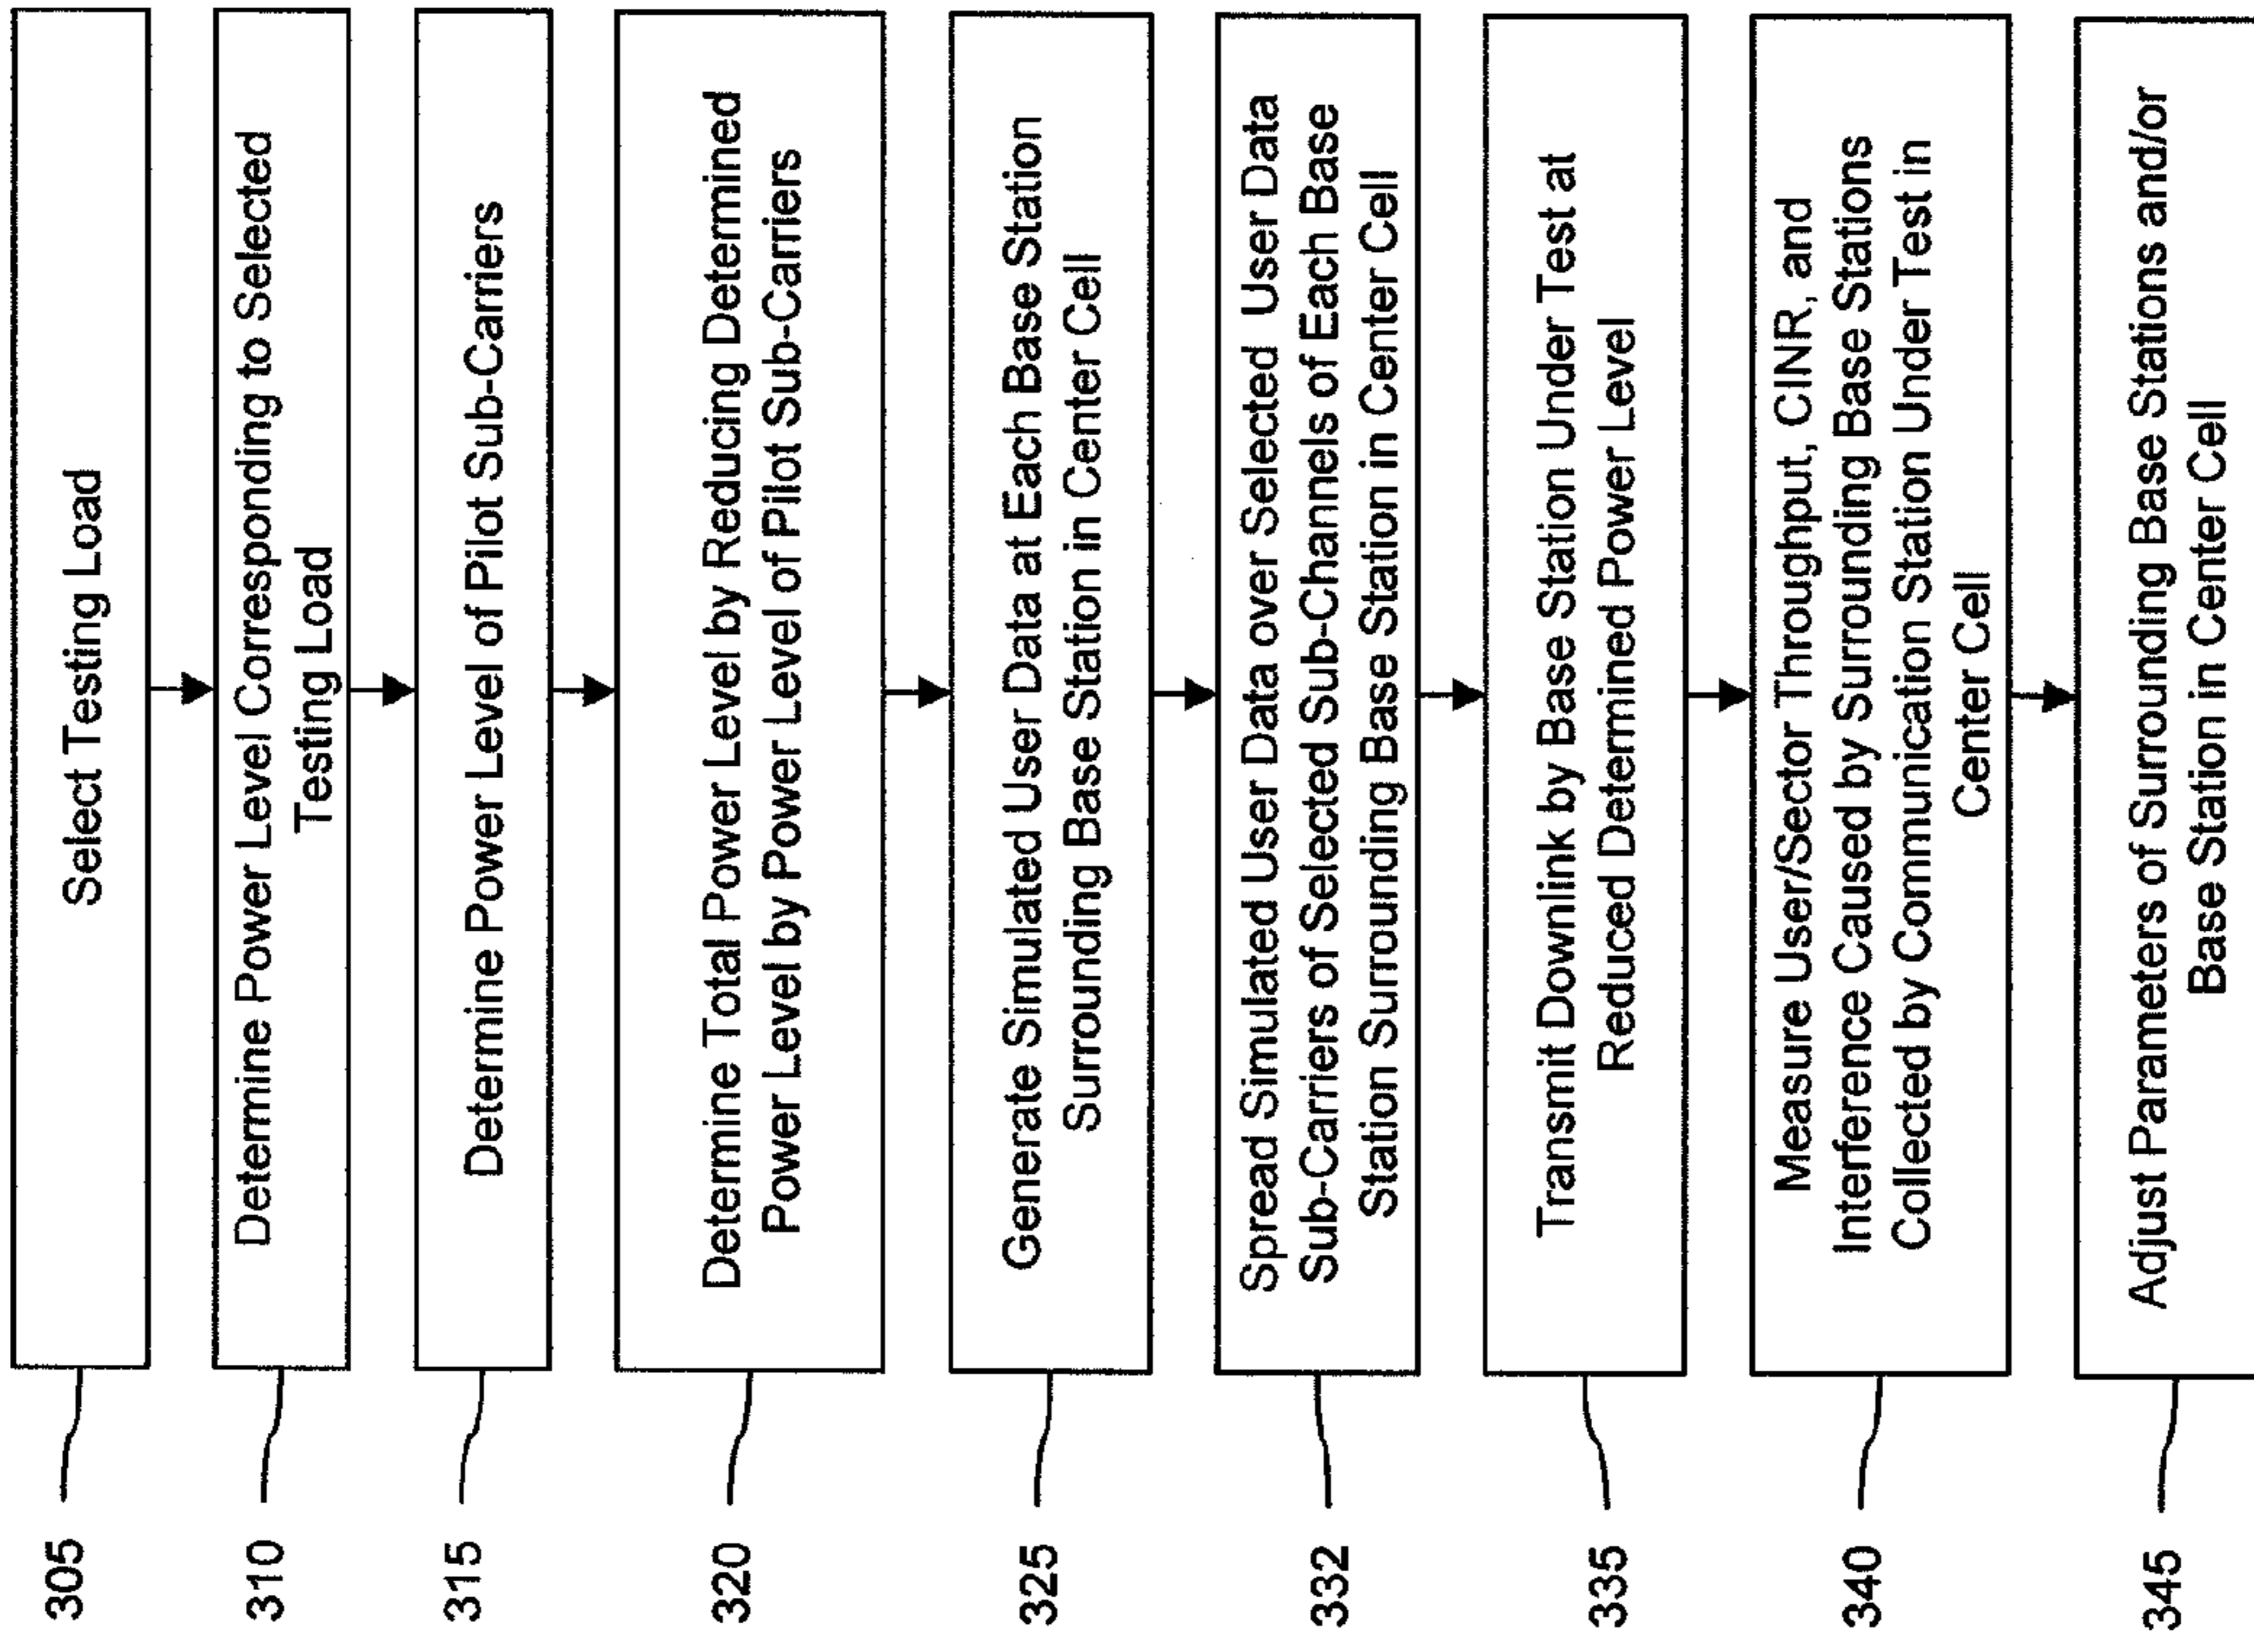 305
Select Testing Load
310
Determine Power Level Corresponding to Selected
Testing Load
315
Determine Power Level of Pilot Sub-Carriers
320
Determine Total Power Level by Reducing Determined
Power Level by Power Level of Pilot Sub-Carriers
325
Generate Simulated User Data at Each Base Station
Surrounding Base Station in Center Cell
332
Spread Simulated User Data over Selected User Data
Sub-Carriers of Selected Sub-Channels of Each Base
Station Surrounding Base Station in Center Cell
335
Transmit Downlink by Base Station Under Test at
Reduced Determined Power Level
340
Measure User/Sector Throughput, CINR, and
Interference Caused by Surrounding Base Stations
Collected by Communication Station Under Test in
Center Cell
345
Adjust Parameters of Surrounding Base Stations and/or
Base Station in Center Cell